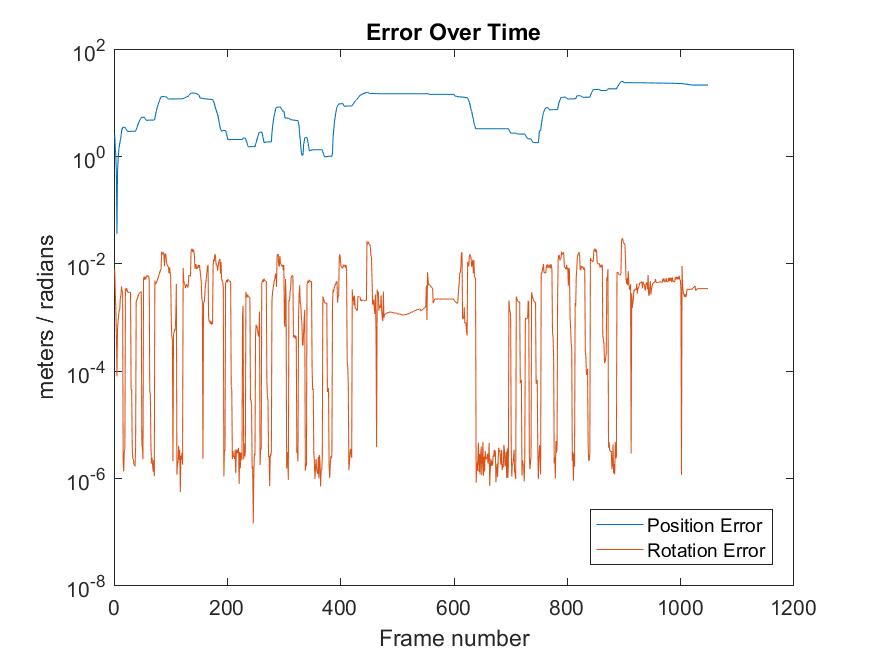 Error Over Time
meters / radians
10^2
10^0
10^-2
10^-4
10^-6
10^-8
0 200 400 600 800 1000 1200
Frame number
Position Error
Rotation Error